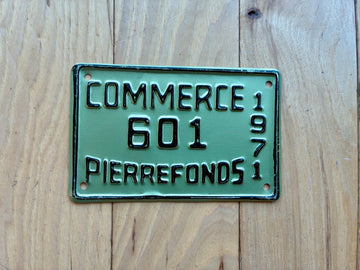 COMMERCE
601
PIERREFONDS
1971